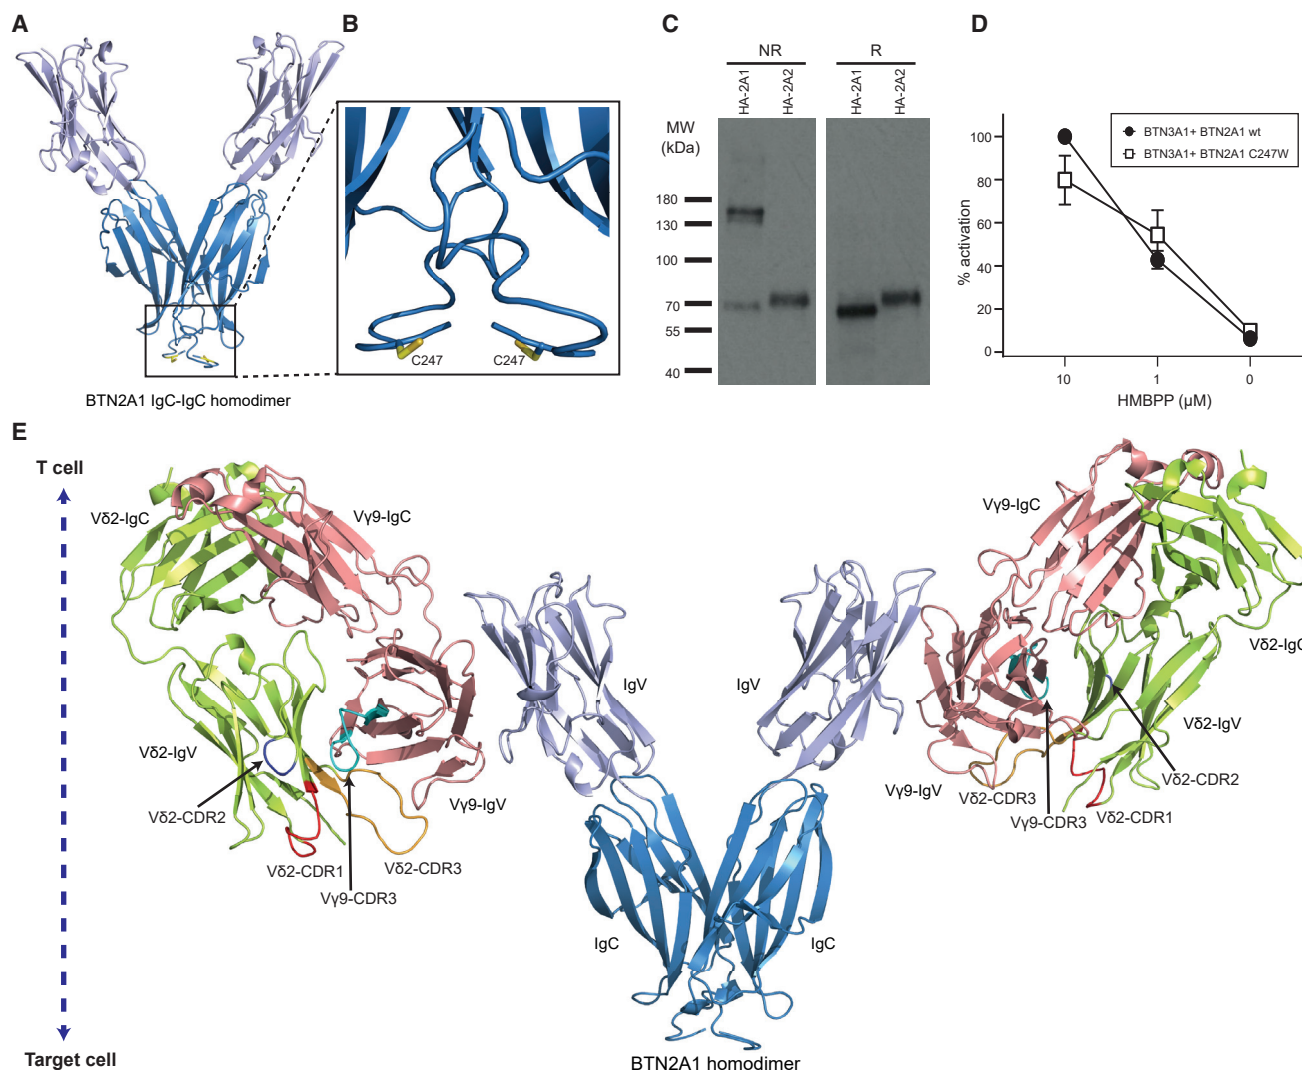 A
BTN2A1 IgC-IgC homodimer
B
C247
C247
C
NR
R
HA-2A1
HA-2A2
HA-2A1
HA-2A2
MW
(kDa)
180
130
100
70
55
40
D
BTN3A1+ BTN2A1 wt
BTN3A1+ BTN2A1 C247W
% activation
100
80
60
40
20
0
10
1
0
HMBPP (µM)
E
T cell
Target cell
Vδ2-IgC
Vγ9-IgC
Vδ2-IgV
Vδ2-CDR2
Vδ2-CDR1
Vγ9-CDR3
Vδ2-CDR3
Vγ9-IgV
IgV
IgV
IgC
IgC
BTN2A1 homodimer
Vγ9-IgC
Vδ2-IgC
Vδ2-IgV
Vδ2-CDR2
Vγ9-IgV
Vδ2-CDR3
Vγ9-CDR3
Vδ2-CDR1